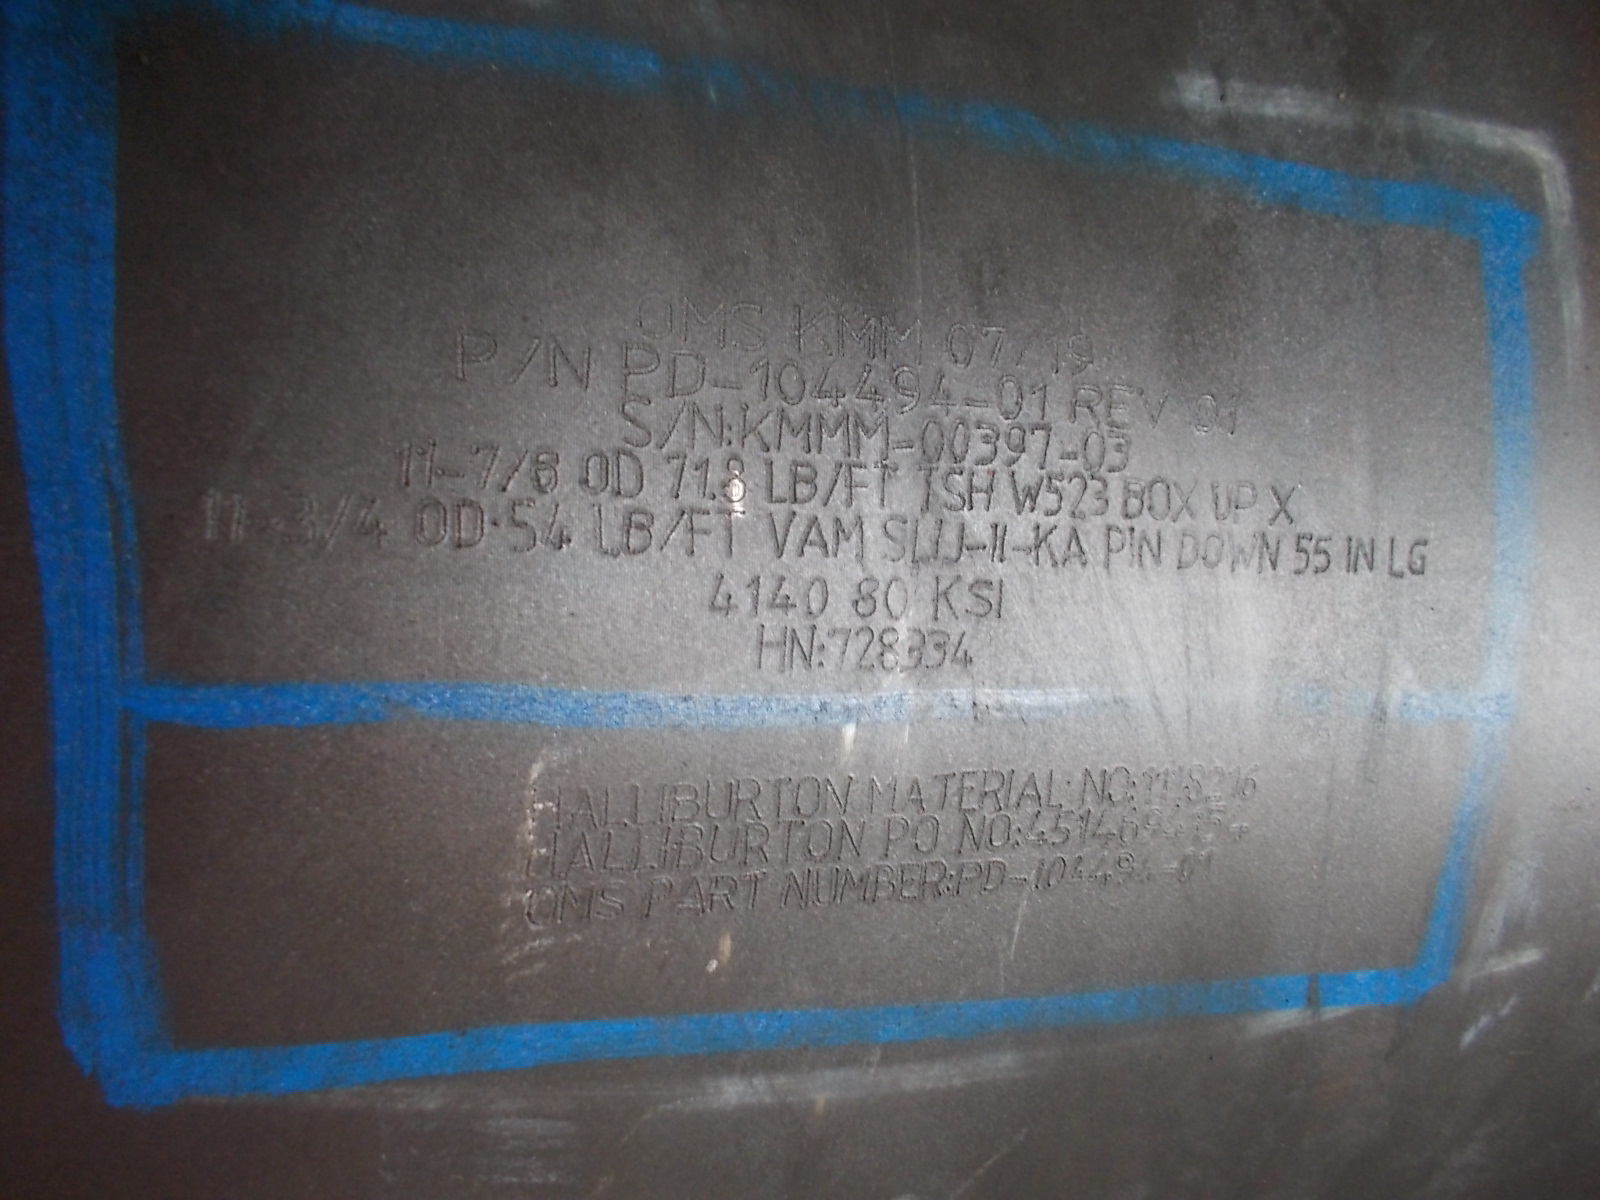 OMS KMM 07/19
P/N PD-104494-01 REV 01
S/N:KMMM-00397-03
11-7/8 OD 71.8 LB/FT TSH W523 BOX UP X
11-3/4 OD 54 LB/FT VAM SLIJ-II-KA PIN DOWN 55 IN LG
4140 80 KSI
HN:728334
HALLIBURTON MATERIAL NO:
HALLIBURTON PO NO:
OMS PART NUMBER:PD-104494-01